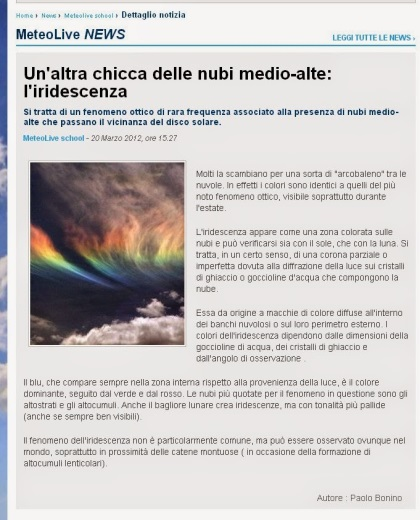 Home › News › Meteolive school › Dettaglio notizia
MeteoLive NEWS
LEGGI TUTTE LE NEWS ›
Un'altra chicca delle nubi medio-alte:
l'iridescenza
Si tratta di un fenomeno ottico di rara frequenza associato alla presenza di nubi medio-
alte che passano il vicinanza del disco solare.
MeteoLive school - 20 Marzo 2012, ore 15.27
Molti la scambiano per una sorta di "arcobaleno" tra le
nuvole. In effetti i colori sono identici a quelli del più
noto fenomeno ottico, visibile soprattutto durante
l'estate.
L'iridescenza appare come una zona colorata sulle
nubi e può verificarsi sia con il sole, che con la luna. Si
tratta, in un certo senso, di una corona parziale o
imperfetta dovuta alla diffrazione della luce sui cristalli
di ghiaccio o goccioline d'acqua che compongono la
nube.
Essa da origine a macchie di colore diffuse all'interno
dei banchi nuvolosi o sul loro perimetro esterno. I
colori dell'iridescenza dipendono dalle dimensioni della
goccioline di acqua, dei cristalli di ghiaccio e
dall'angolo di osservazione .
Il blu, che compare sempre nella zona interna rispetto alla provenienza della luce, é il colore
dominante, seguito dal verde e dal rosso. Le nubi più quotate per il fenomeno in questione sono gli
altostrati e gli altocumuli. Anche il bagliore lunare crea iridescenze, ma con tonalità più pallide
(anche se sempre ben visibili).
Il fenomeno dell'iridescenza non é particolarmente comune, ma può essere osservato ovunque nel
mondo, soprattutto in prossimità delle catene montuose ( in occasione della formazione di
altocumuli lenticolari).
Autore : Paolo Bonino